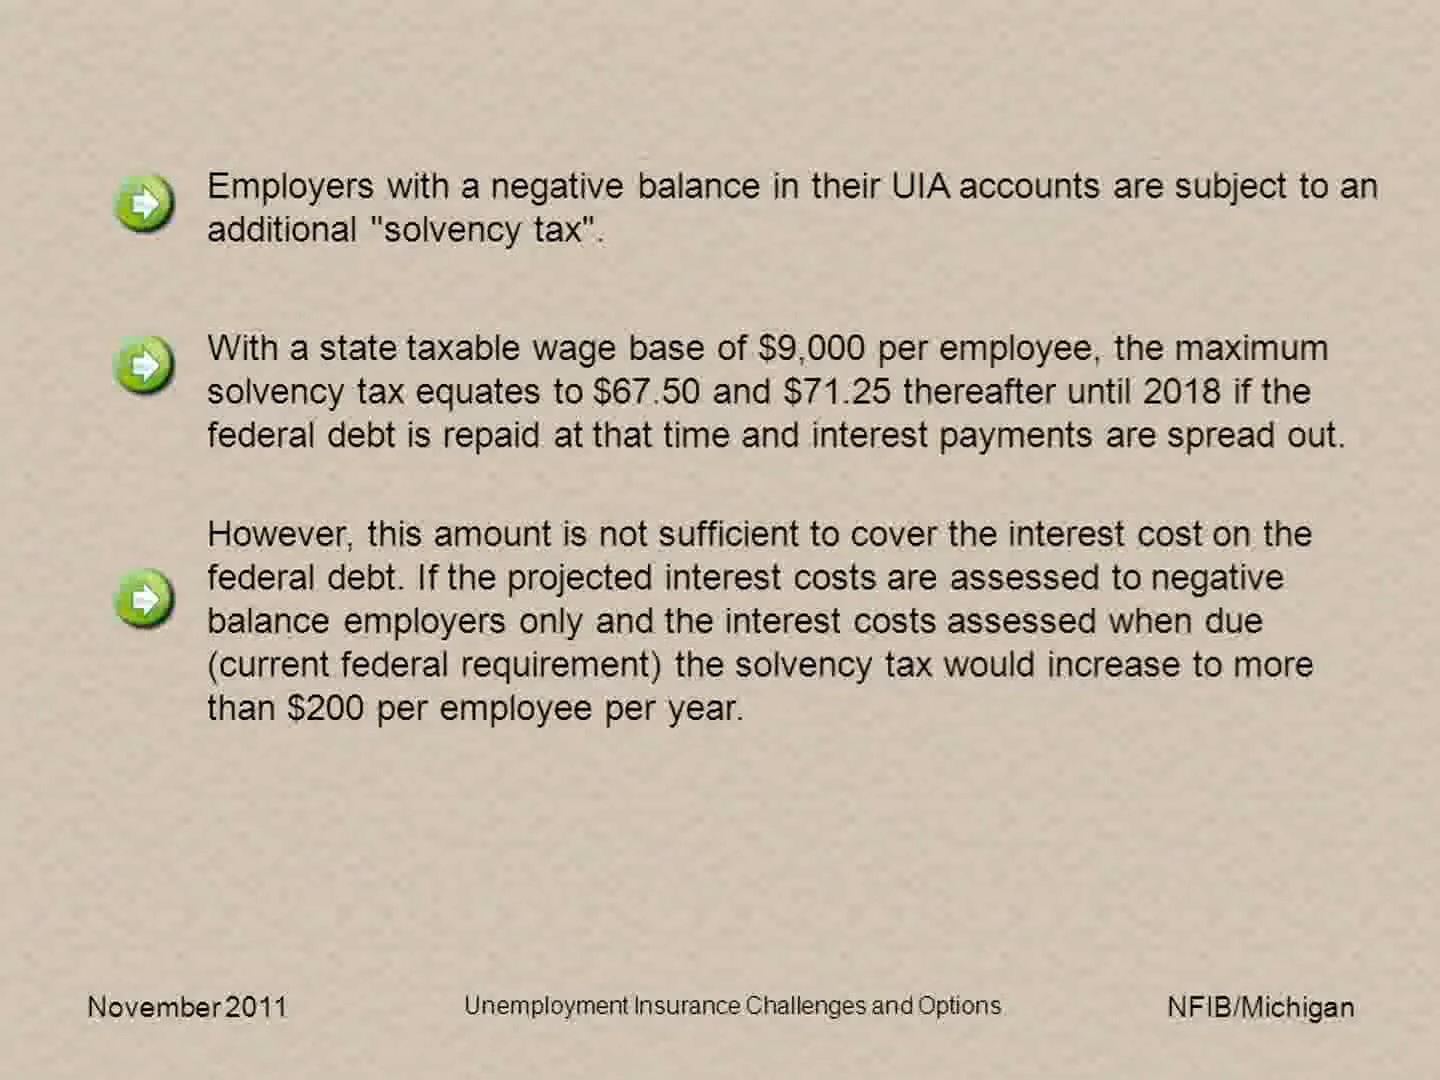 Employers with a negative balance in their UIA accounts are subject to an
additional "solvency tax".
With a state taxable wage base of $9,000 per employee, the maximum
solvency tax equates to $67.50 and $71.25 thereafter until 2018 if the
federal debt is repaid at that time and interest payments are spread out.
However, this amount is not sufficient to cover the interest cost on the
federal debt. If the projected interest costs are assessed to negative
balance employers only and the interest costs assessed when due
(current federal requirement) the solvency tax would increase to more
than $200 per employee per year.
November 2011
Unemployment Insurance Challenges and Options
NFIB/Michigan